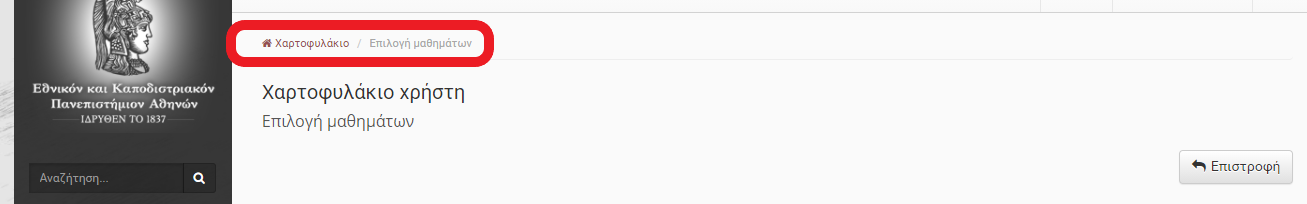 Εθνικόν και Καποδιστριακόν
Πανεπιστήμιον Αθηνών
ΙΔΡΥΘΕΝ ΤΟ 1837
Αναζήτηση...
Χαρτοφυλάκιο / Επιλογή μαθημάτων
Χαρτοφυλάκιο χρήστη
Επιλογή μαθημάτων
Επιστροφή